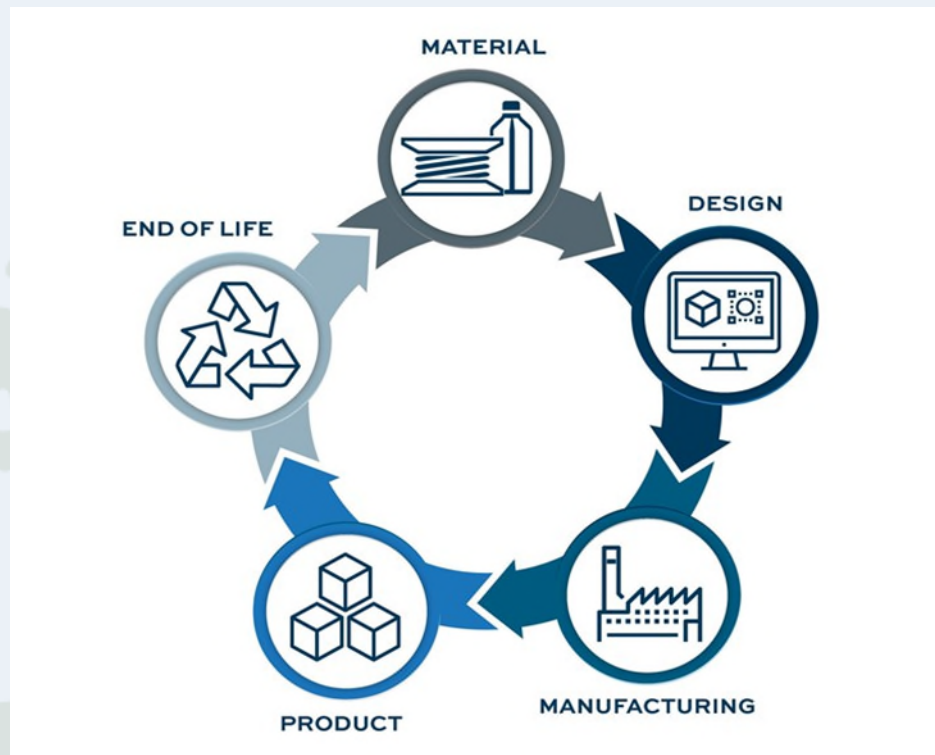 MATERIAL
DESIGN
END OF LIFE
MANUFACTURING
PRODUCT